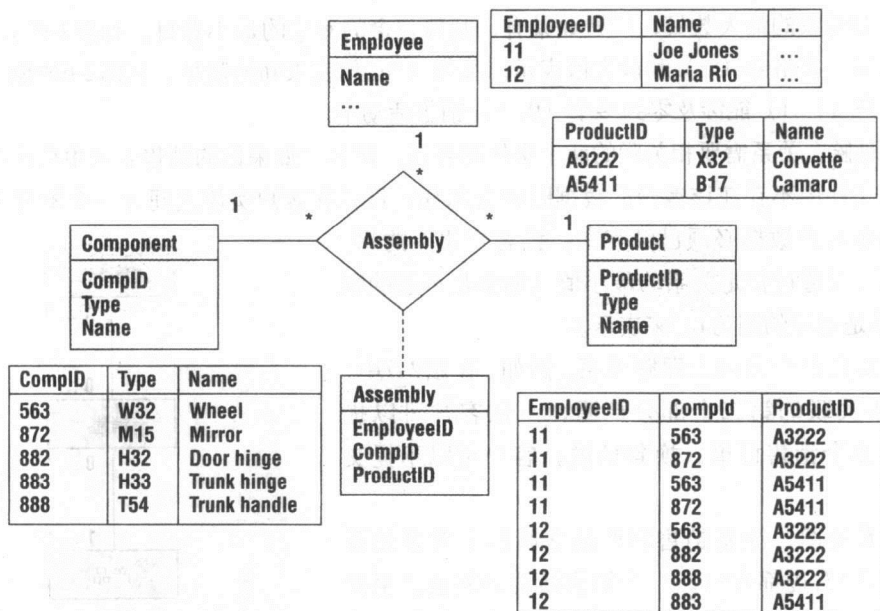 EmployeeID Name ...
11 Joe Jones ...
12 Maria Rio ...
Employee
Name
...
ProductID Type Name
A3222 X32 Corvette
A5411 B17 Camaro
1
*
1
*
Assembly
*
1
Component
CompID
Type
Name
Product
ProductID
Type
Name
CompID Type Name
563 W32 Wheel
872 M15 Mirror
882 H32 Door hinge
883 H33 Trunk hinge
888 T54 Trunk handle
Assembly
EmployeeID
CompID
ProductID
EmployeeID CompId ProductID
11 563 A3222
11 872 A3222
11 563 A5411
11 872 A5411
12 563 A3222
12 882 A3222
12 888 A3222
12 883 A5411